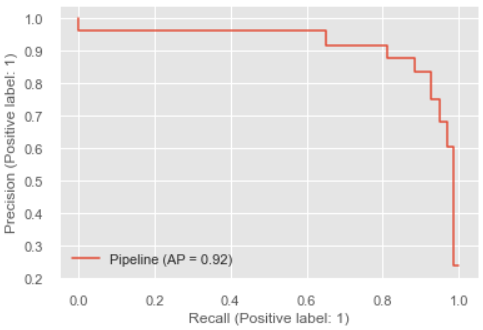 Precision (Positive label: 1)
1.0
0.9
0.8
0.7
0.6
0.5
0.4
0.3
0.2
Pipeline (AP = 0.92)
0.0 0.2 0.4 0.6 0.8 1.0
Recall (Positive label: 1)